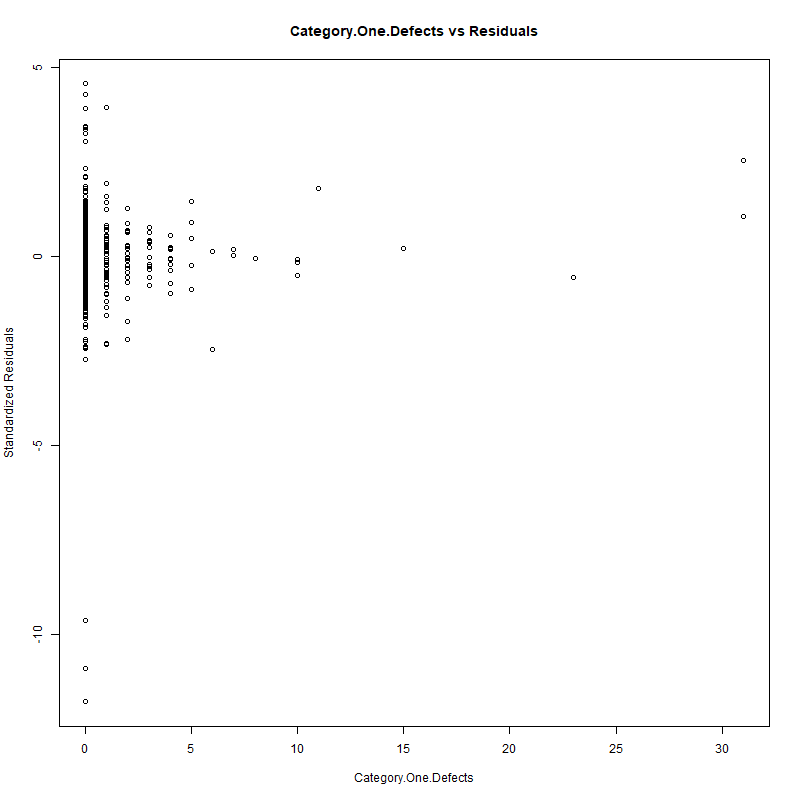 Category.One.Defects vs Residuals
Standardized Residuals
5
0
-5
-10
0 5 10 15 20 25 30
Category.One.Defects